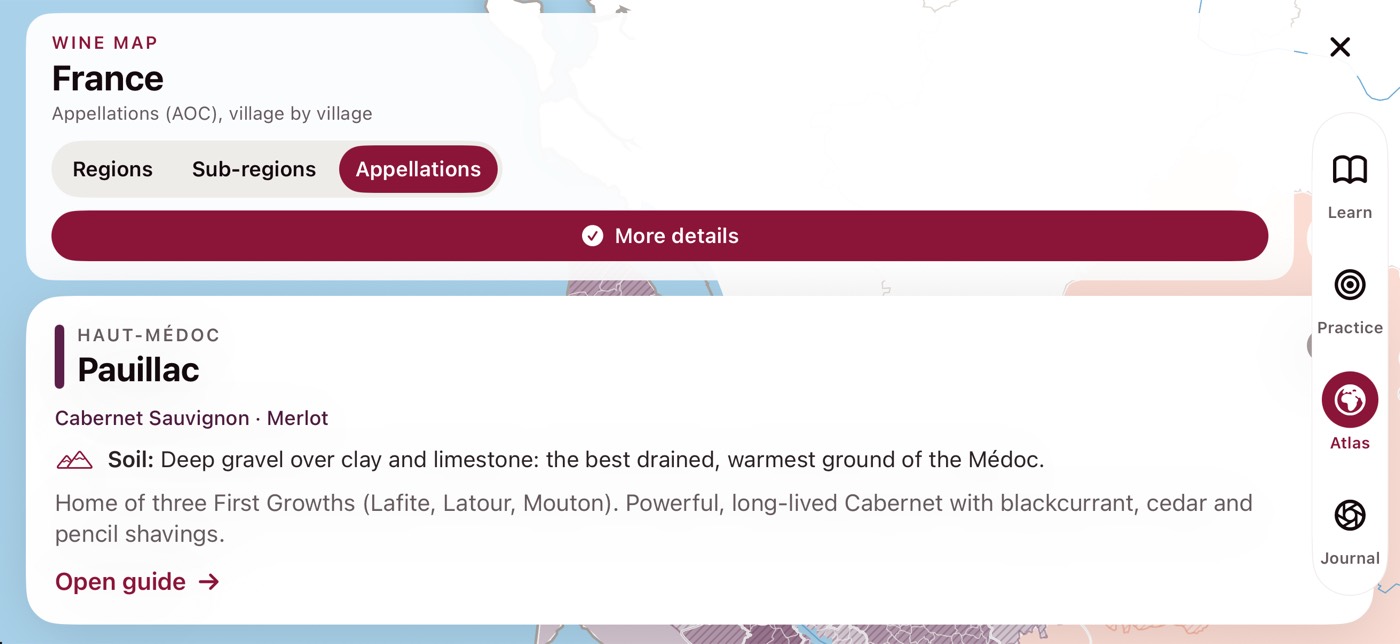 WINE MAP
France
Appellations (AOC), village by village
Regions Sub-regions Appellations
More details
HAUT-MÉDOC
Pauillac
Cabernet Sauvignon · Merlot
Soil: Deep gravel over clay and limestone: the best drained, warmest ground of the Médoc.
Home of three First Growths (Lafite, Latour, Mouton). Powerful, long-lived Cabernet with blackcurrant, cedar and
pencil shavings.
Open guide →
Learn
Practice
Atlas
Journal